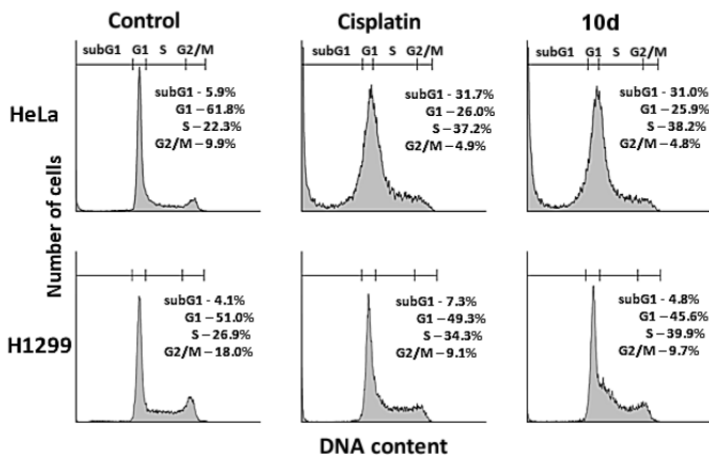 Control
Cisplatin
10d
subG1 G1 S G2/M
subG1 G1 S G2/M
subG1 G1 S G2/M
HeLa
subG1 - 5.9%
G1 - 61.8%
S - 22.3%
G2/M - 9.9%
subG1 - 31.7%
G1 - 26.0%
S - 37.2%
G2/M - 4.9%
subG1 - 31.0%
G1 - 25.9%
S - 38.2%
G2/M - 4.8%
Number of cells
H1299
subG1 - 4.1%
G1 – 51.0%
S – 26.9%
G2/M – 18.0%
subG1 - 7.3%
G1 – 49.3%
S – 34.3%
G2/M – 9.1%
subG1 - 4.8%
G1 – 45.6%
S – 39.9%
G2/M – 9.7%
DNA content